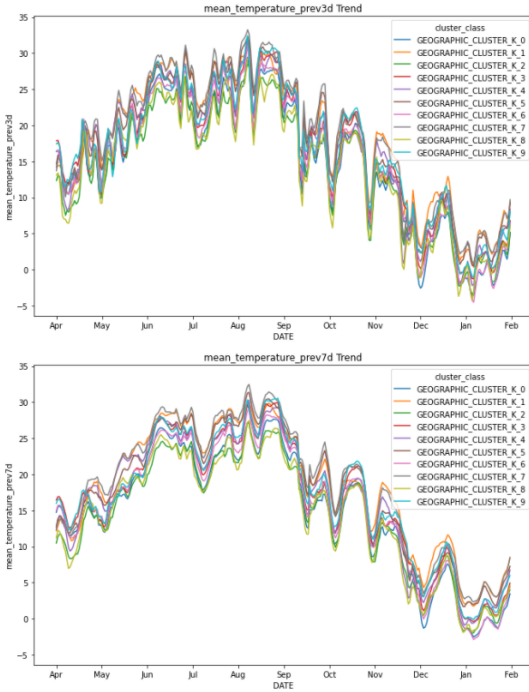 mean_temperature_prev3d Trend
35
30
25
20
15
10
5
0
−5
mean_temperature_prev3d
cluster_class
GEOGRAPHIC_CLUSTER_K_0
GEOGRAPHIC_CLUSTER_K_1
GEOGRAPHIC_CLUSTER_K_2
GEOGRAPHIC_CLUSTER_K_3
GEOGRAPHIC_CLUSTER_K_4
GEOGRAPHIC_CLUSTER_K_5
GEOGRAPHIC_CLUSTER_K_6
GEOGRAPHIC_CLUSTER_K_7
GEOGRAPHIC_CLUSTER_K_8
GEOGRAPHIC_CLUSTER_K_9
Apr May Jun Jul Aug Sep Oct Nov Dec Jan Feb
DATE
mean_temperature_prev7d Trend
35
30
25
20
15
10
5
0
−5
mean_temperature_prev7d
cluster_class
GEOGRAPHIC_CLUSTER_K_0
GEOGRAPHIC_CLUSTER_K_1
GEOGRAPHIC_CLUSTER_K_2
GEOGRAPHIC_CLUSTER_K_3
GEOGRAPHIC_CLUSTER_K_4
GEOGRAPHIC_CLUSTER_K_5
GEOGRAPHIC_CLUSTER_K_6
GEOGRAPHIC_CLUSTER_K_7
GEOGRAPHIC_CLUSTER_K_8
GEOGRAPHIC_CLUSTER_K_9
Apr May Jun Jul Aug Sep Oct Nov Dec Jan Feb
DATE